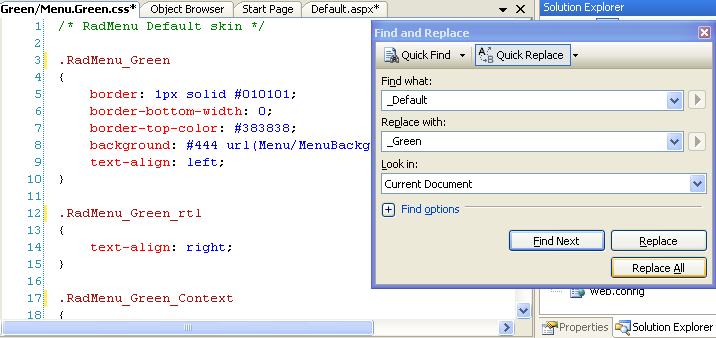 Green/Menu.Green.css* Object Browser Start Page Default.aspx*
Solution Explorer
1 /* RadMenu Default skin */
2
3 .RadMenu_Green
4 {
5 border: 1px solid #010101;
6 border-bottom-width: 0;
7 border-top-color: #383838;
8 background: #444 url(Menu/MenuBackg
9 text-align: left;
10 }
11
12 .RadMenu_Green_rtl
13 {
14 text-align: right;
15 }
16
17 .RadMenu_Green_Context
18 {
Find and Replace
Quick Find Quick Replace
Find what:
_Default
Replace with:
_Green
Look in:
Current Document
Find options
Find Next Replace
Replace All
Web.config
Properties Solution Explorer